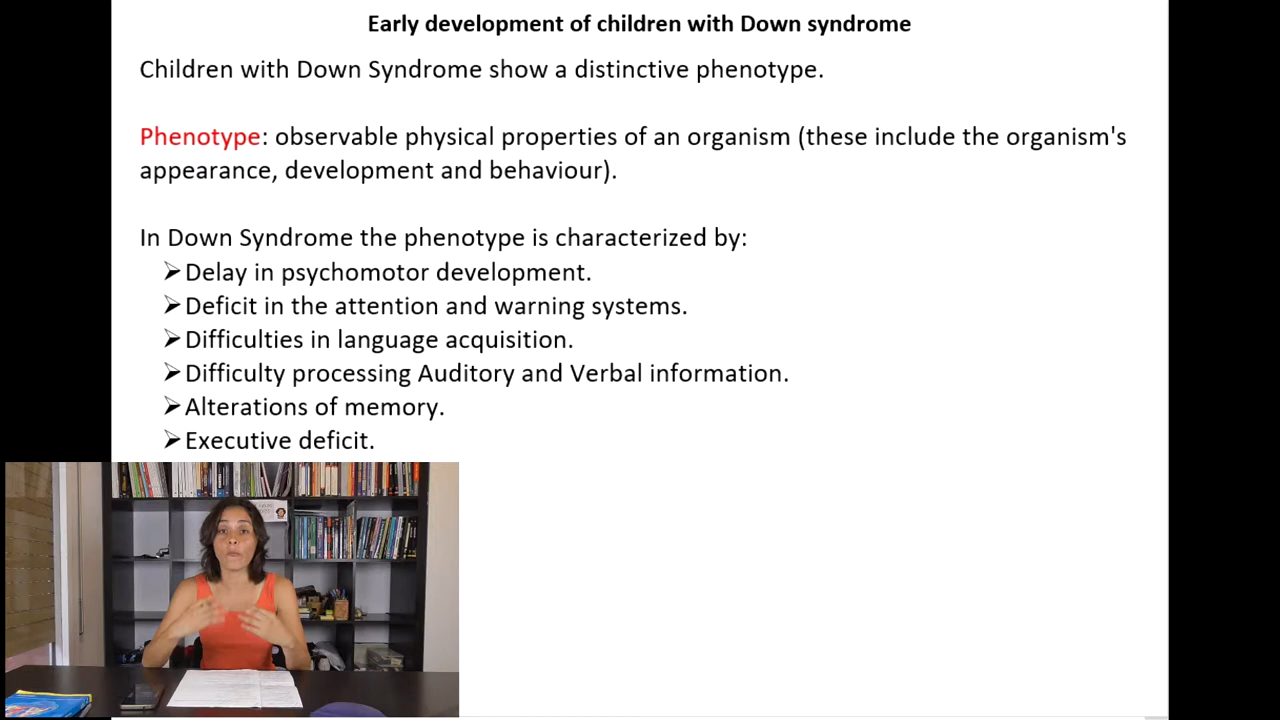 Early development of children with Down syndrome
Children with Down Syndrome show a distinctive phenotype.
Phenotype: observable physical properties of an organism (these include the organism's
appearance, development and behaviour).
In Down Syndrome the phenotype is characterized by:
➢Delay in psychomotor development.
➢Deficit in the attention and warning systems.
➢Difficulties in language acquisition.
➢Difficulty processing Auditory and Verbal information.
➢Alterations of memory.
➢Executive deficit.